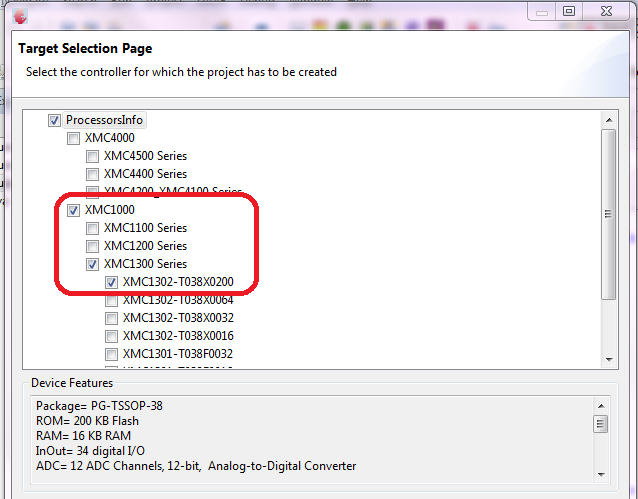 Target Selection Page
Select the controller for which the project has to be created
ProcessorsInfo
XMC4000
XMC4500 Series
XMC4400 Series
XMC4200_XMC4100 Series
XMC1000
XMC1100 Series
XMC1200 Series
XMC1300 Series
XMC1302-T038X0200
XMC1302-T038X0064
XMC1302-T038X0032
XMC1302-T038X0016
XMC1301-T038F0032
Device Features
Package= PG-TSSOP-38
ROM= 200 KB Flash
RAM= 16 KB RAM
InOut= 34 digital I/O
ADC= 12 ADC Channels, 12-bit, Analog-to-Digital Converter